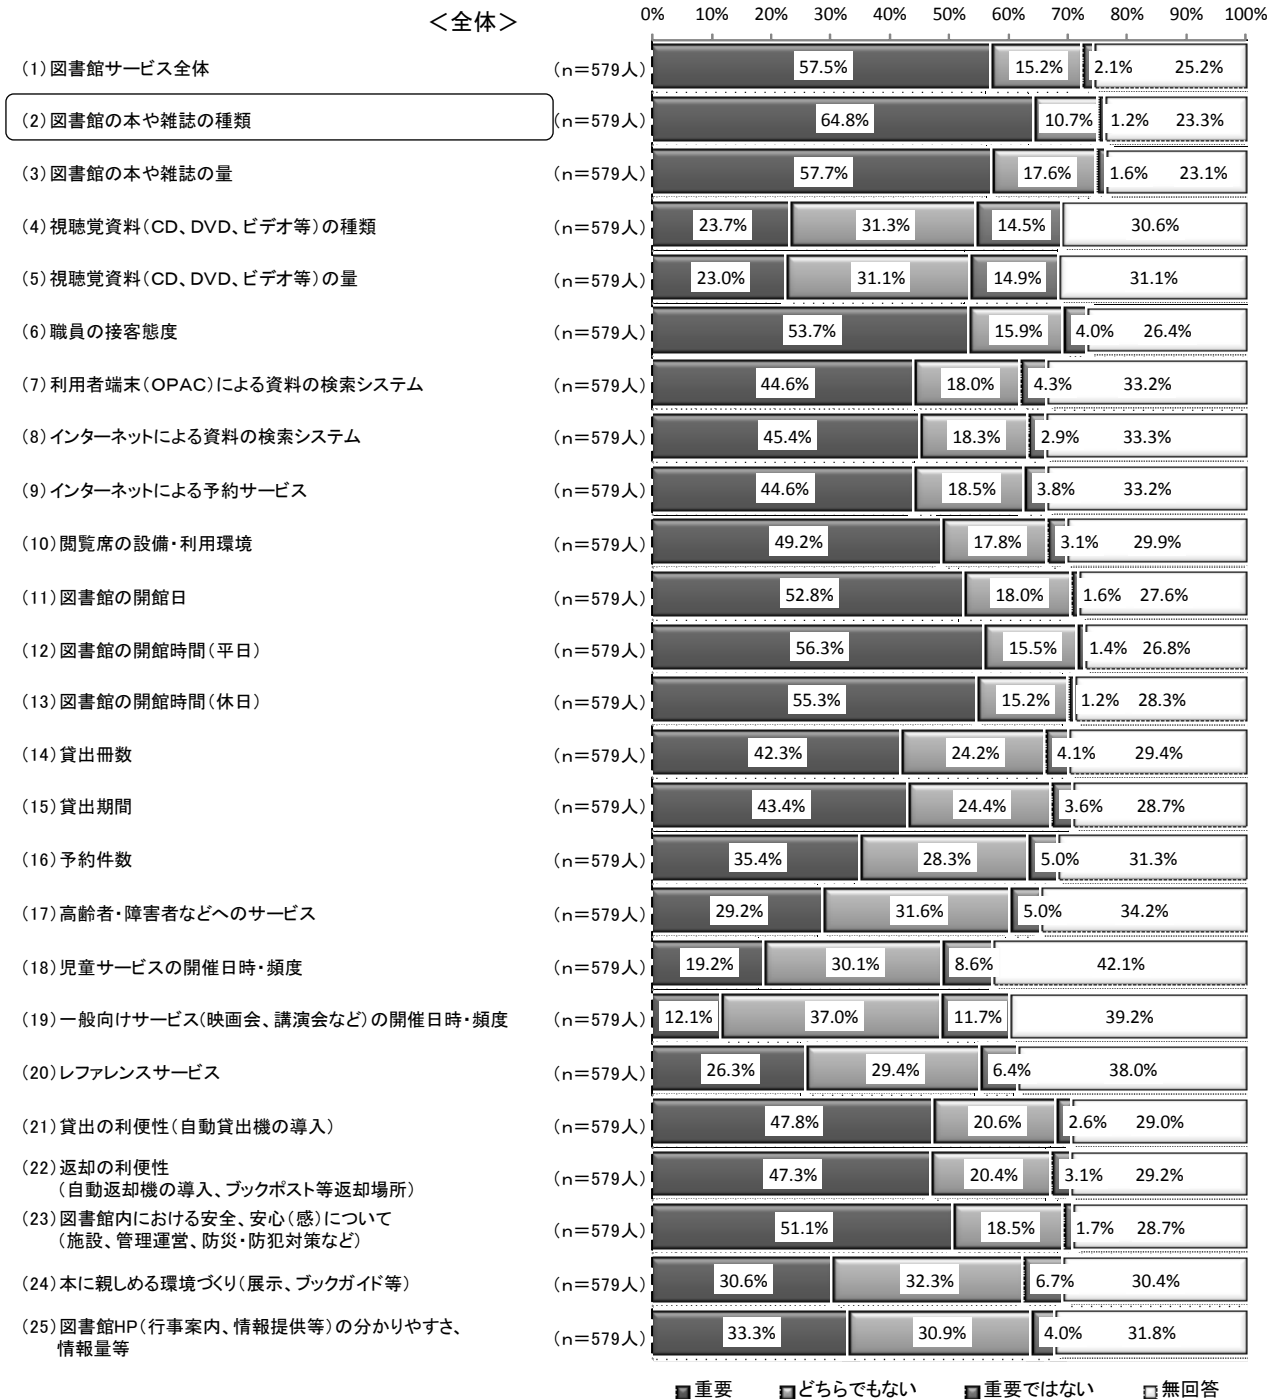 ＜全体＞
0% 10% 20% 30% 40% 50% 60% 70% 80% 90% 100%
(1)図書館サービス全体 (n=579人) 57.5% 15.2% 2.1% 25.2%
(2)図書館の本や雑誌の種類 (n=579人) 64.8% 10.7% 1.2% 23.3%
(3)図書館の本や雑誌の量 (n=579人) 57.7% 17.6% 1.6% 23.1%
(4)視聴覚資料(CD、DVD、ビデオ等)の種類 (n=579人) 23.7% 31.3% 14.5% 30.6%
(5)視聴覚資料(CD、DVD、ビデオ等)の量 (n=579人) 23.0% 31.1% 14.9% 31.1%
(6)職員の接客態度 (n=579人) 53.7% 15.9% 4.0% 26.4%
(7)利用者端末(OPAC)による資料の検索システム (n=579人) 44.6% 18.0% 4.3% 33.2%
(8)インターネットによる資料の検索システム (n=579人) 45.4% 18.3% 2.9% 33.3%
(9)インターネットによる予約サービス (n=579人) 44.6% 18.5% 3.8% 33.2%
(10)閲覧席の設備・利用環境 (n=579人) 49.2% 17.8% 3.1% 29.9%
(11)図書館の開館日 (n=579人) 52.8% 18.0% 1.6% 27.6%
(12)図書館の開館時間(平日) (n=579人) 56.3% 15.5% 1.4% 26.8%
(13)図書館の開館時間(休日) (n=579人) 55.3% 15.2% 1.2% 28.3%
(14)貸出冊数 (n=579人) 42.3% 24.2% 4.1% 29.4%
(15)貸出期間 (n=579人) 43.4% 24.4% 3.6% 28.7%
(16)予約件数 (n=579人) 35.4% 28.3% 5.0% 31.3%
(17)高齢者・障害者などへのサービス (n=579人) 29.2% 31.6% 5.0% 34.2%
(18)児童サービスの開催日時・頻度 (n=579人) 19.2% 30.1% 8.6% 42.1%
(19)一般向けサービス(映画会、講演会など)の開催日時・頻度 (n=579人) 12.1% 37.0% 11.7% 39.2%
(20)レファレンスサービス (n=579人) 26.3% 29.4% 6.4% 38.0%
(21)貸出の利便性(自動貸出機の導入) (n=579人) 47.8% 20.6% 2.6% 29.0%
(22)返却の利便性
(自動返却機の導入、ブックポスト等返却場所) (n=579人) 47.3% 20.4% 3.1% 29.2%
(23)図書館内における安全、安心(感)について
(施設、管理運営、防災・防犯対策など) (n=579人) 51.1% 18.5% 1.7% 28.7%
(24)本に親しめる環境づくり(展示、ブックガイド等) (n=579人) 30.6% 32.3% 6.7% 30.4%
(25)図書館HP(行事案内、情報提供等)の分かりやすさ、
情報量等 (n=579人) 33.3% 30.9% 4.0% 31.8%
重要 どちらでもない 重要ではない 無回答